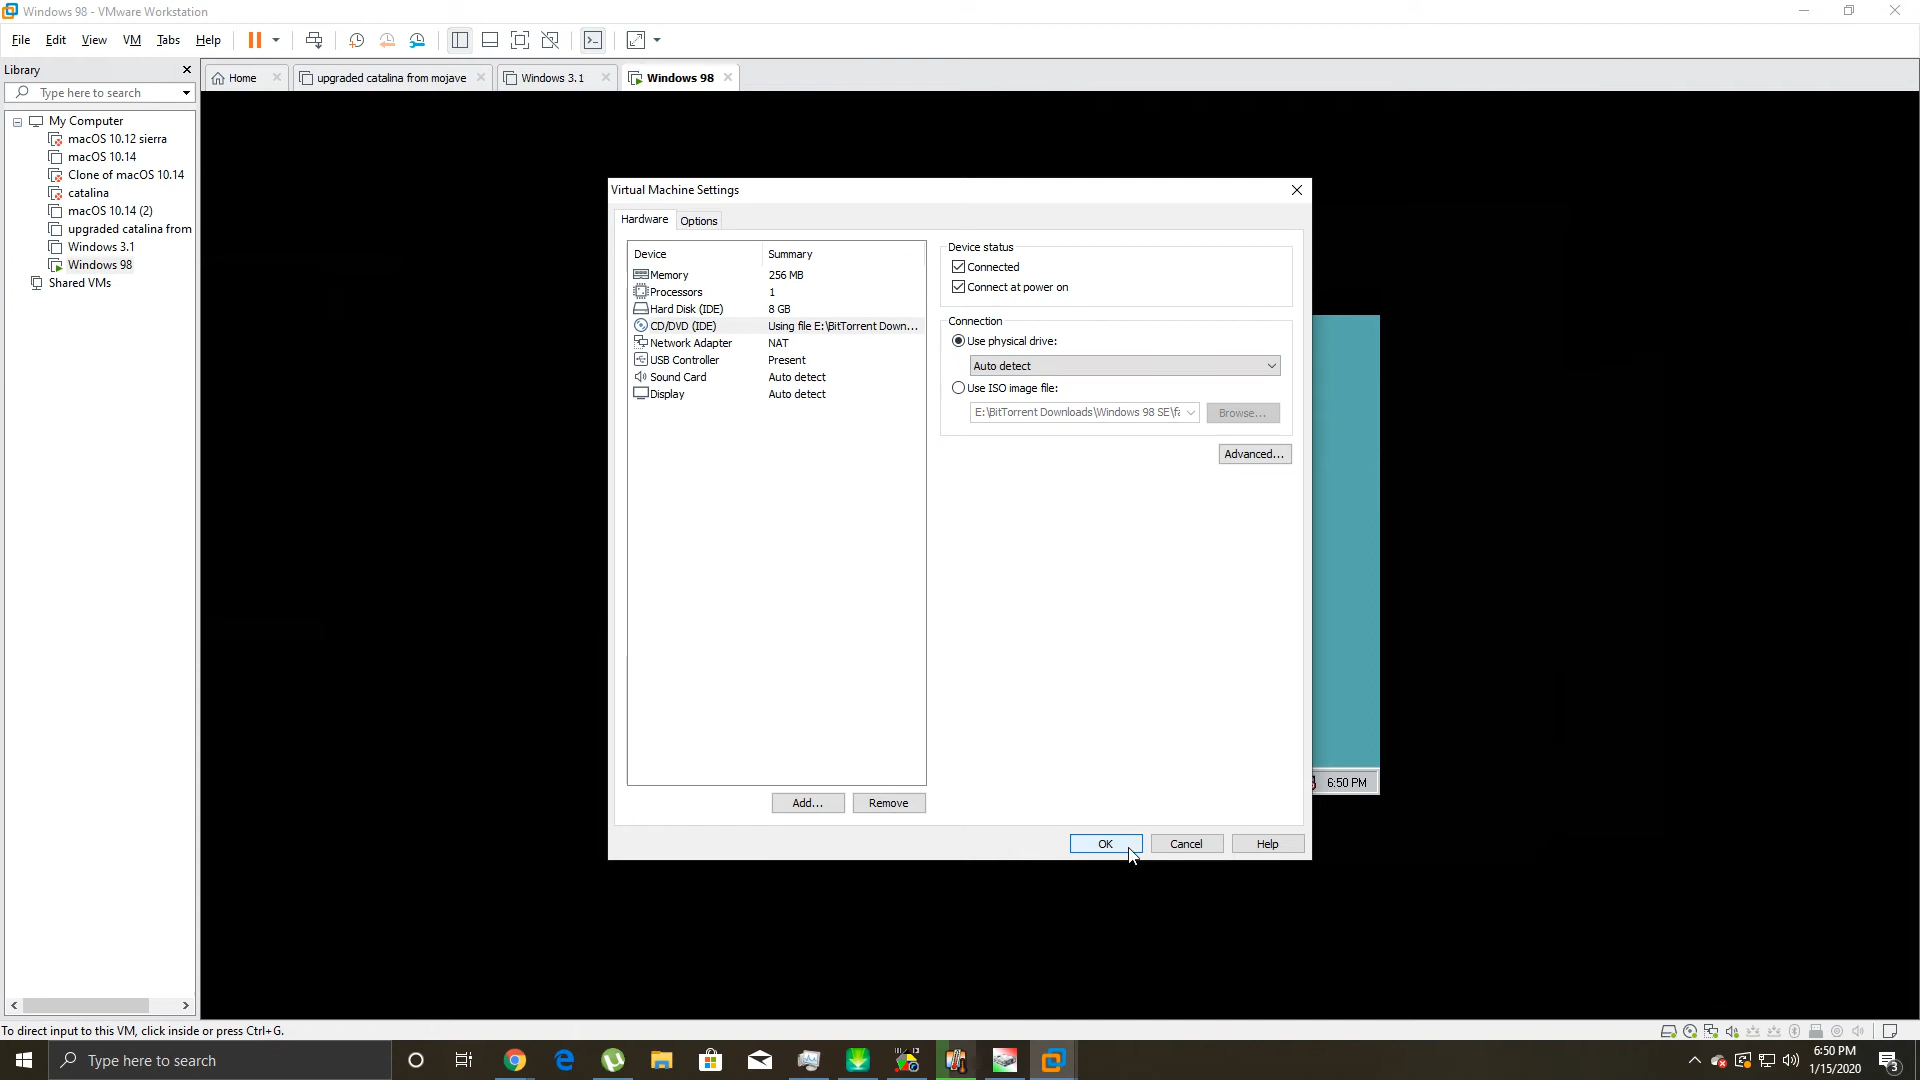 Windows 98 - VMware Workstation
File Edit View VM Tabs Help
Library
Type here to search
Home
upgraded catalina from mojave
Windows 3.1
Windows 98
My Computer
macOS 10.12 sierra
macOS 10.14
Clone of macOS 10.14
catalina
macOS 10.14 (2)
upgraded catalina from
Windows 3.1
Windows 98
Shared VMs
Virtual Machine Settings
Hardware Options
Device Summary
Memory 256 MB
Processors 1
Hard Disk (IDE) 8 GB
CD/DVD (IDE) Using file E:\BitTorrent Down...
Network Adapter NAT
USB Controller Present
Sound Card Auto detect
Display Auto detect
Add... Remove
Device status
Connected
Connect at power on
Connection
Use physical drive:
Auto detect
Use ISO image file:
E:\BitTorrent Downloads\Windows 98 SE\fa Browse...
Advanced...
OK Cancel Help
6:50 PM
To direct input to this VM, click inside or press Ctrl+G.
Type here to search
6:50 PM
1/15/2020
3